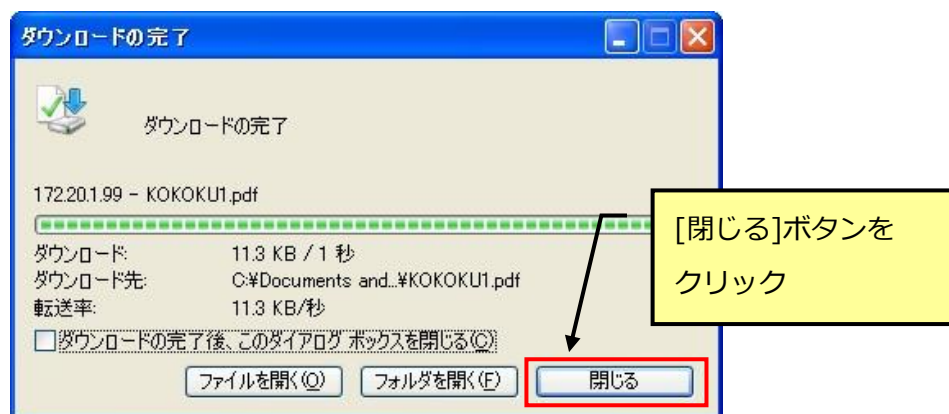 ダウンロードの完了
ダウンロードの完了
172.20.1.99 - KOKOKU1.pdf
ダウンロード: 11.3 KB / 1 秒
ダウンロード先: C:¥Documents and...¥KOKOKU1.pdf
転送率: 11.3 KB/秒
ダウンロードの完了後、このダイアログ ボックスを閉じる(C)
ファイルを開く(O) フォルダを開く(F) 閉じる
[閉じる]ボタンを
クリック